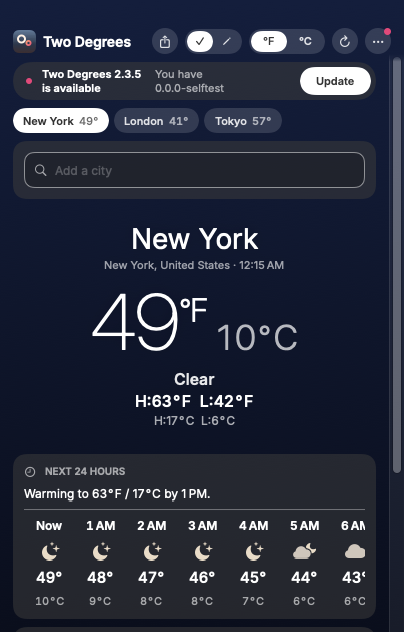 Two Degrees
°F
°C
Two Degrees 2.3.5 is available
You have 0.0.0-selftest
Update
New York 49°
London 41°
Tokyo 57°
Add a city
New York
New York, United States · 12:15 AM
49°F 10°C
Clear
H:63°F L:42°F
H:17°C L:6°C
NEXT 24 HOURS
Warming to 63°F / 17°C by 1 PM.
Now 1 AM 2 AM 3 AM 4 AM 5 AM 6 AM
49° 48° 47° 46° 45° 44° 43°
10°C 9°C 8°C 8°C 7°C 6°C 6°C